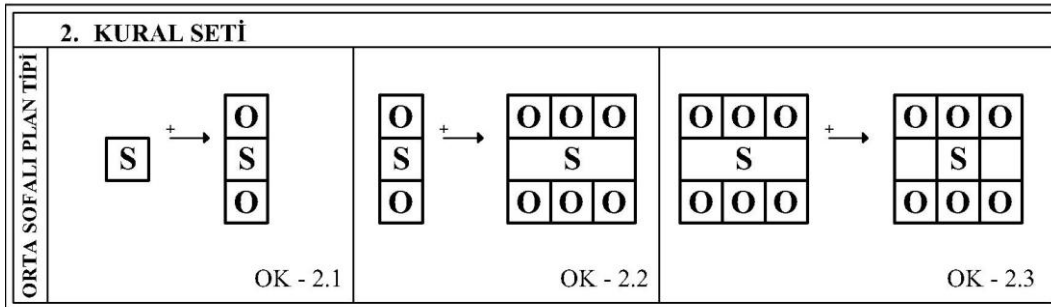 2. KURAL SETİ
ORTA SOFALI PLAN TİPİ
S
+
O
S
O
OK - 2.1
O
S
O
+
O O O
S
O O O
OK - 2.2
O O O
S
O O O
+
O O O
S
O O O
OK - 2.3